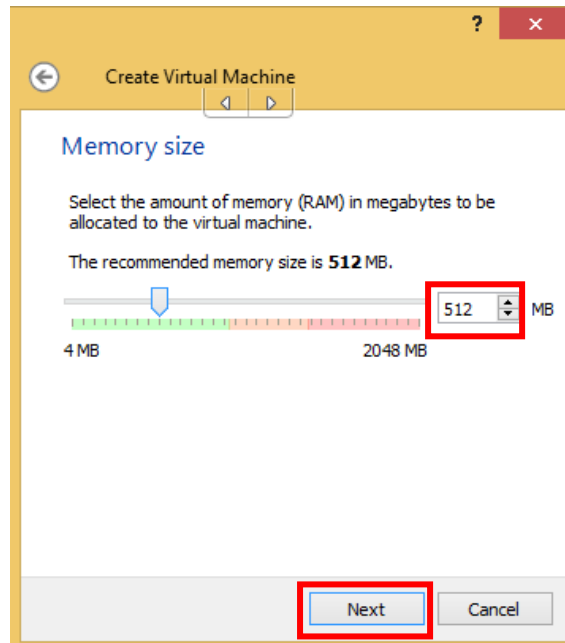 ?
×
Create Virtual Machine
Memory size
Select the amount of memory (RAM) in megabytes to be
allocated to the virtual machine.
The recommended memory size is 512 MB.
512 MB
4 MB 2048 MB
Next Cancel